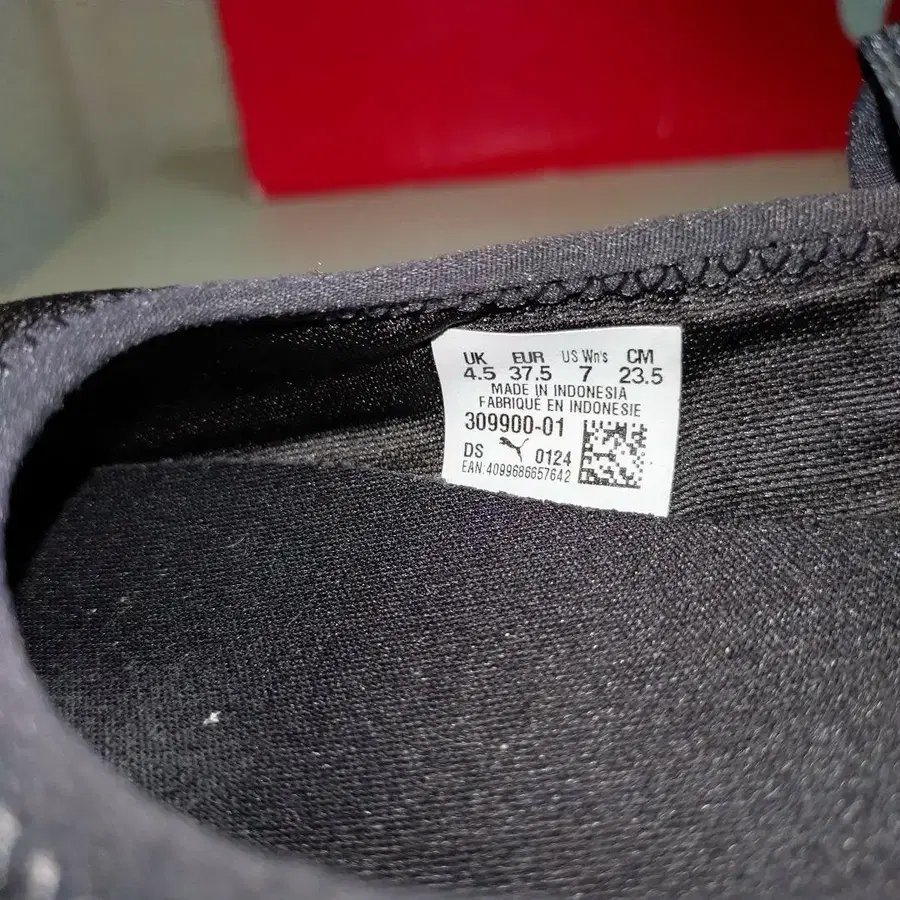 UK EUR US Wn's CM
4.5 37.5 7 23.5
MADE IN INDONESIA
FABRIQUÉ EN INDONESIE
309900-01
DS 0124
EAN:4099686657642